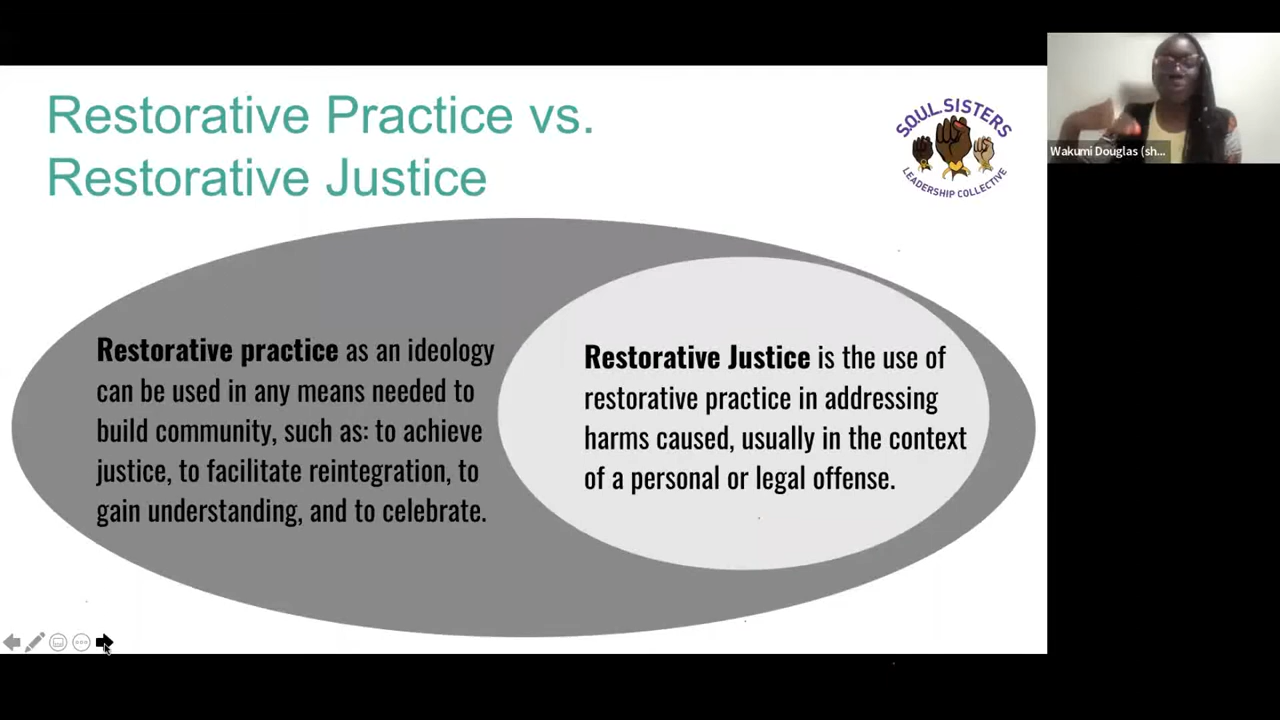 Restorative Practice vs.
Restorative Justice
S.O.U.L. SISTERS
LEADERSHIP COLLECTIVE
Wakumi Douglas (sh...
Restorative practice as an ideology
can be used in any means needed to
build community, such as: to achieve
justice, to facilitate reintegration, to
gain understanding, and to celebrate.
Restorative Justice is the use of
restorative practice in addressing
harms caused, usually in the context
of a personal or legal offense.